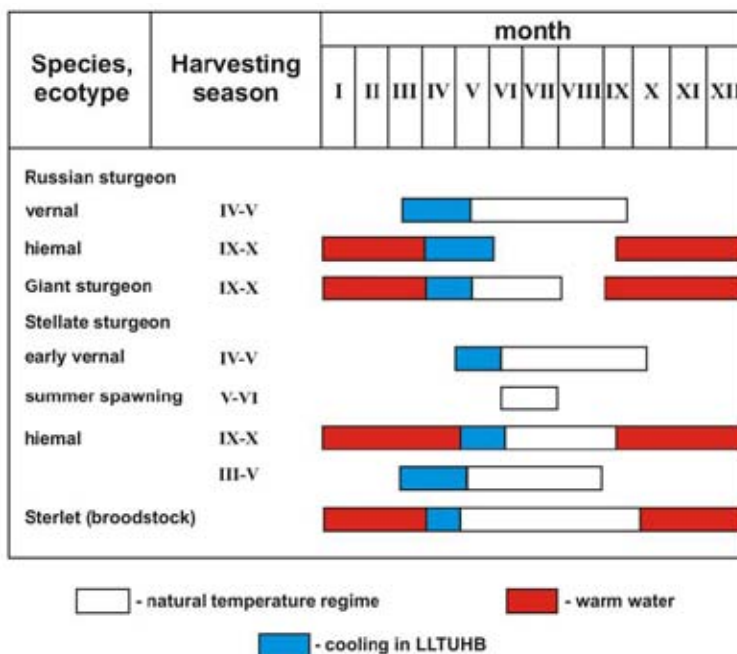 Species, ecotype
Harvesting season
month
I II III IV V VI VII VIII IX X XI XII
Russian sturgeon
vernal IV-V
hiemal IX-X
Giant sturgeon IX-X
Stellate sturgeon
early vernal IV-V
summer spawning V-VI
hiemal IX-X
III-V
Sterlet (broodstock)
- natural temperature regime - warm water
- cooling in LLTUHB